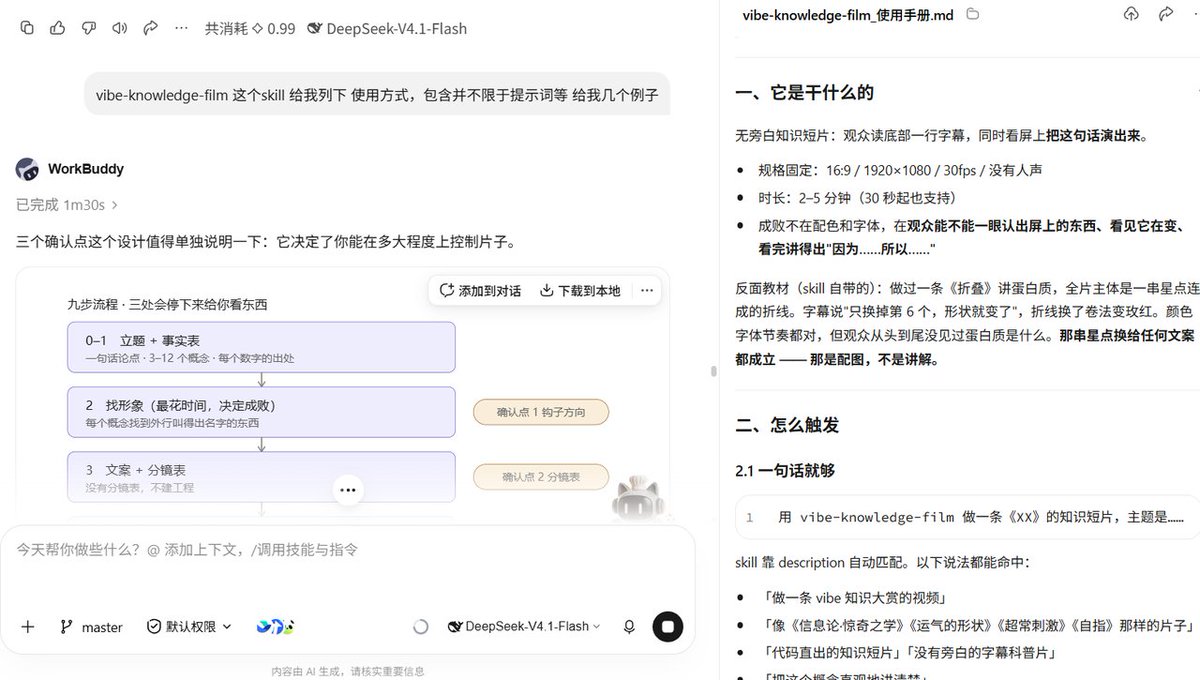 共消耗 0.99 DeepSeek-V4.1-Flash
vibe-knowledge-film 这个skill 给我列下 使用方式，包含并不限于提示词等 给我几个例子
WorkBuddy
已完成 1m30s >
三个确认点这个设计值得单独说明一下：它决定了你能在多大程度上控制片子。
添加到对话 下载到本地 ···
九步流程 · 三处会停下来给你看东西
0–1 立题 + 事实表
一句话论点 · 3–12 个概念 · 每个数字的出处
2 找形象（最花时间，决定成败）
每个概念找到外行叫得出名字的东西
确认点 1 钩子方向
3 文案 + 分镜表
没有分镜表，不建工程
确认点 2 分镜表
今天帮你做些什么？@ 添加上下文，/调用技能与指令
master 默认权限 DeepSeek-V4.1-Flash
内容由 AI 生成，请核实重要信息
vibe-knowledge-film_使用手册.md
一、它是干什么的
无旁白知识短片：观众读底部一行字幕，同时看屏上把这句话演出来。
• 规格固定：16:9 / 1920×1080 / 30fps / 没有人声
• 时长：2–5 分钟（30 秒起也支持）
• 成败不在配色和字体，在观众能不能一眼认出屏上的东西、看见它在变、
看完讲得出"因为……所以……"
反面教材（skill 自带的）：做过一条《折叠》讲蛋白质，全片主体是一串星点连
成的折线。字幕说"只换掉第 6 个，形状就变了"，折线换了卷法变玫红。颜色
字体节奏都对，但观众从头到尾没见过蛋白质是什么。那串星点换给任何文案
都成立 —— 那是配图，不是讲解。
二、怎么触发
2.1 一句话就够
1 用 vibe-knowledge-film 做一条《XX》的知识短片，主题是……
skill 靠 description 自动匹配。以下说法都能命中：
• 「做一条 vibe 知识大赏的视频」
• 「像《信息论·惊奇之学》《运气的形状》《超常刺激》《自指》那样的片子」
• 「代码直出的知识短片」「没有旁白的字幕科普片」
• 「把这个概念直观地讲清楚」